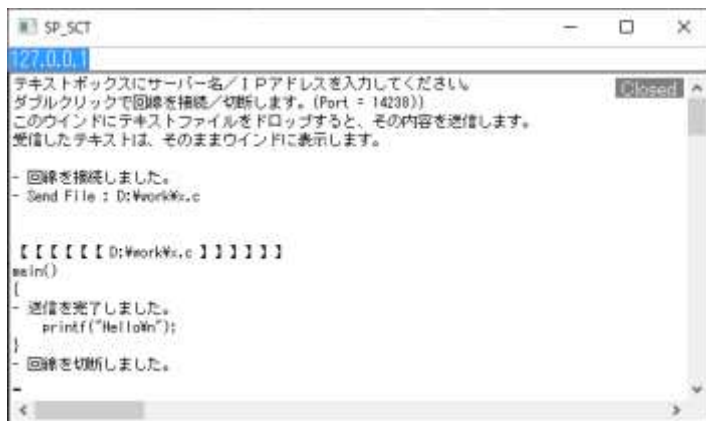 SP_SCT
127.0.0.1
テキストボックスにサーバー名／ＩＰアドレスを入力してください。
Closed
ダブルクリックで回線を接続／切断します。(Port = 14238))
このウインドにテキストファイルをドロップすると、その内容を送信します。
受信したテキストは、そのままウインドに表示します。
- 回線を接続しました。
- Send File : D:¥work¥x.c
【【【【【【 D:¥work¥x.c 】】】】】】
main()
{
- 送信を完了しました。
printf("Hello¥n");
}
- 回線を切断しました。